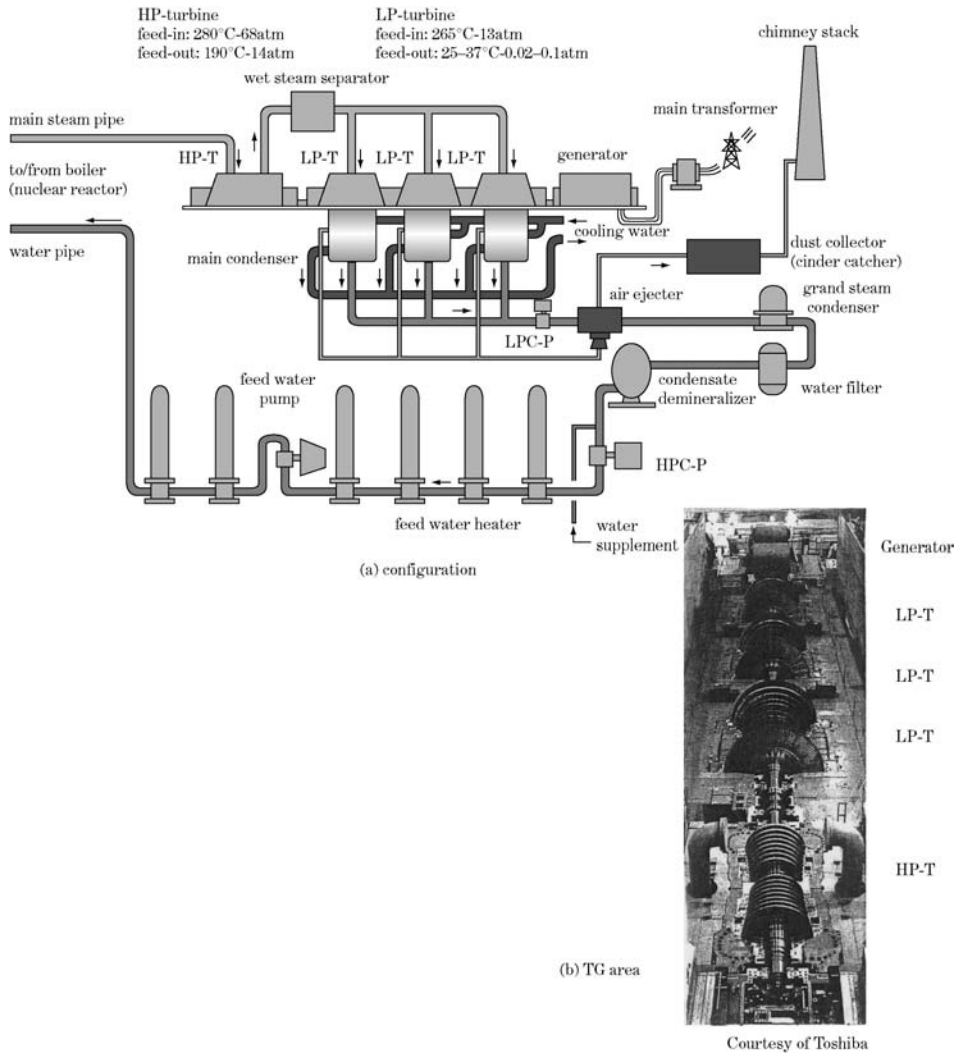 HP-turbine
feed-in: 280°C-68atm
feed-out: 190°C-14atm
LP-turbine
feed-in: 265°C-13atm
feed-out: 25–37°C-0.02–0.1atm
chimney stack
wet steam separator
main transformer
main steam pipe
HP-T
LP-T
LP-T
LP-T
generator
to/from boiler
(nuclear reactor)
cooling water
water pipe
main condenser
dust collector
(cinder catcher)
air ejecter
grand steam
condenser
LPC-P
feed water
pump
condensate
demineralizer
water filter
HPC-P
feed water heater
water
supplement
(a) configuration
Generator
LP-T
LP-T
LP-T
HP-T
(b) TG area
Courtesy of Toshiba